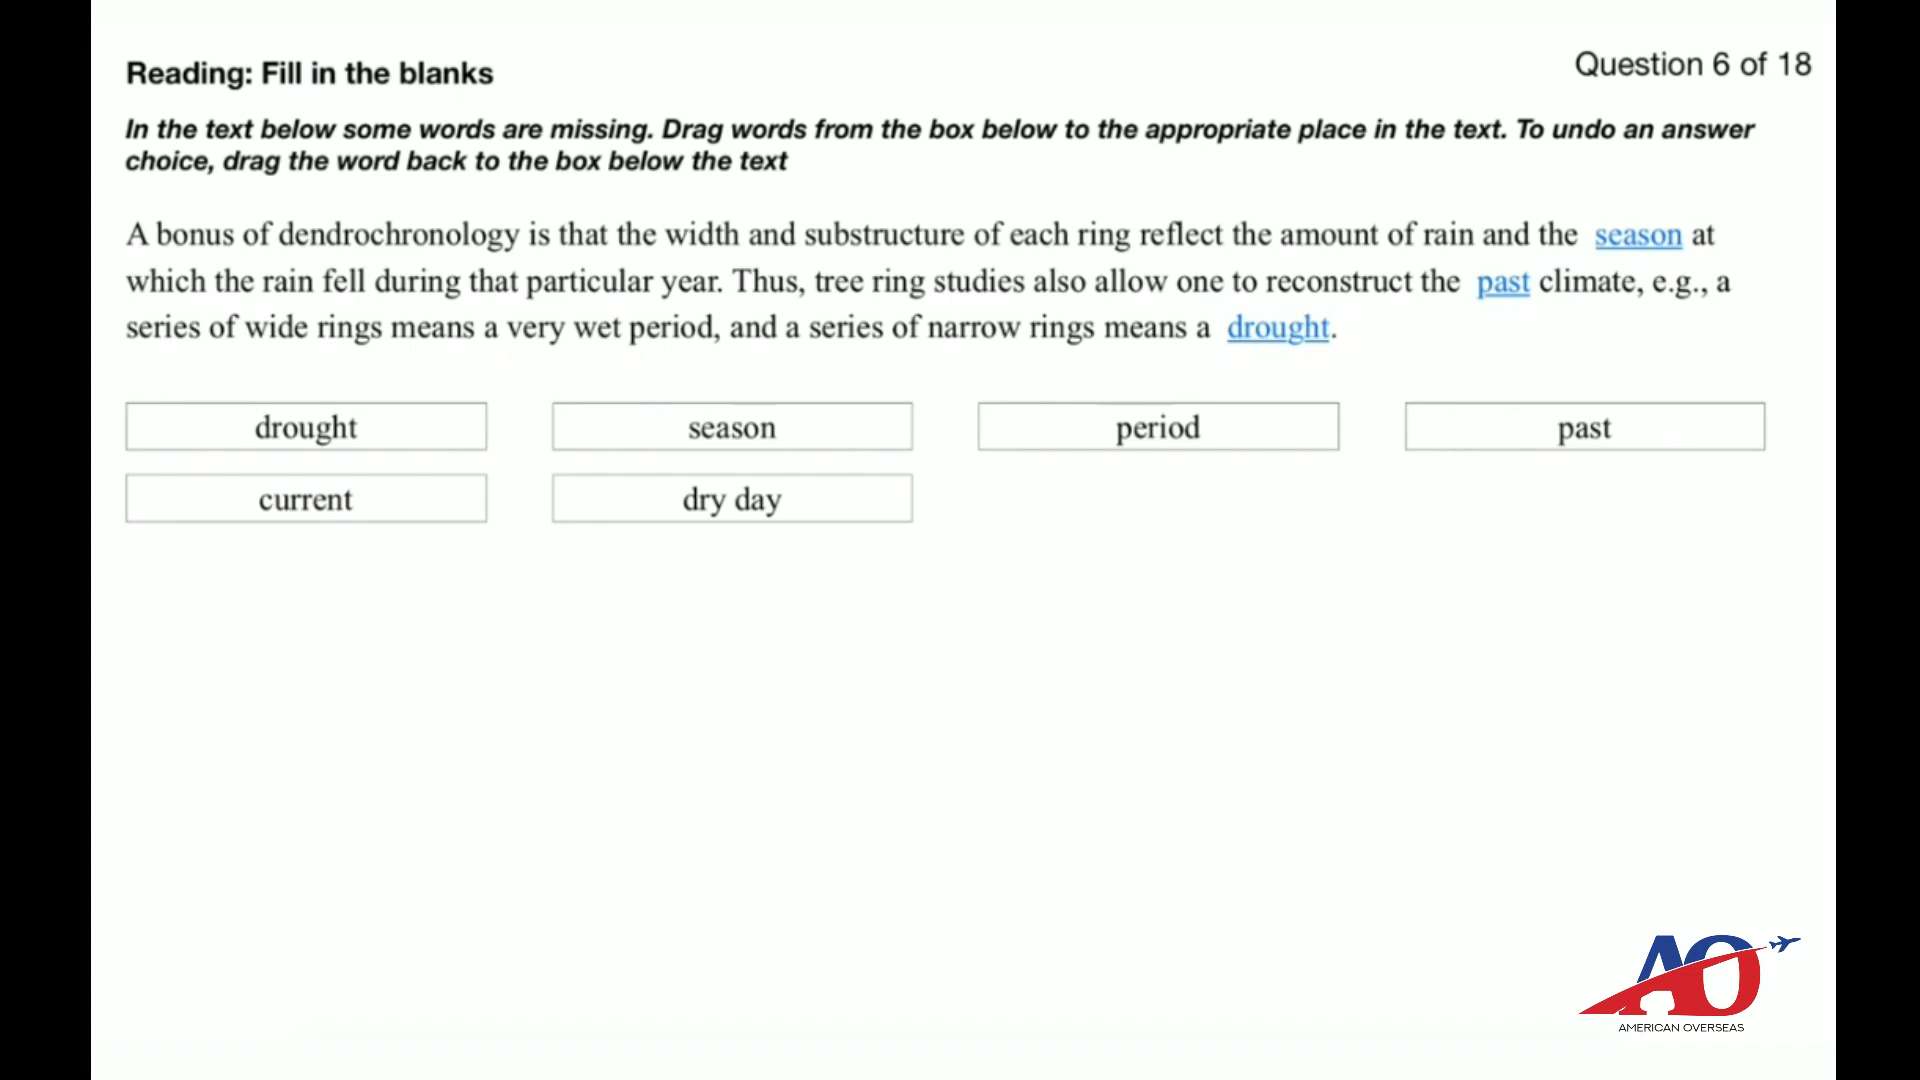 Reading: Fill in the blanks
Question 6 of 18
In the text below some words are missing. Drag words from the box below to the appropriate place in the text. To undo an answer
choice, drag the word back to the box below the text
A bonus of dendrochronology is that the width and substructure of each ring reflect the amount of rain and the season at
which the rain fell during that particular year. Thus, tree ring studies also allow one to reconstruct the past climate, e.g., a
series of wide rings means a very wet period, and a series of narrow rings means a drought.
drought season period past
current dry day
AO
AMERICAN OVERSEAS